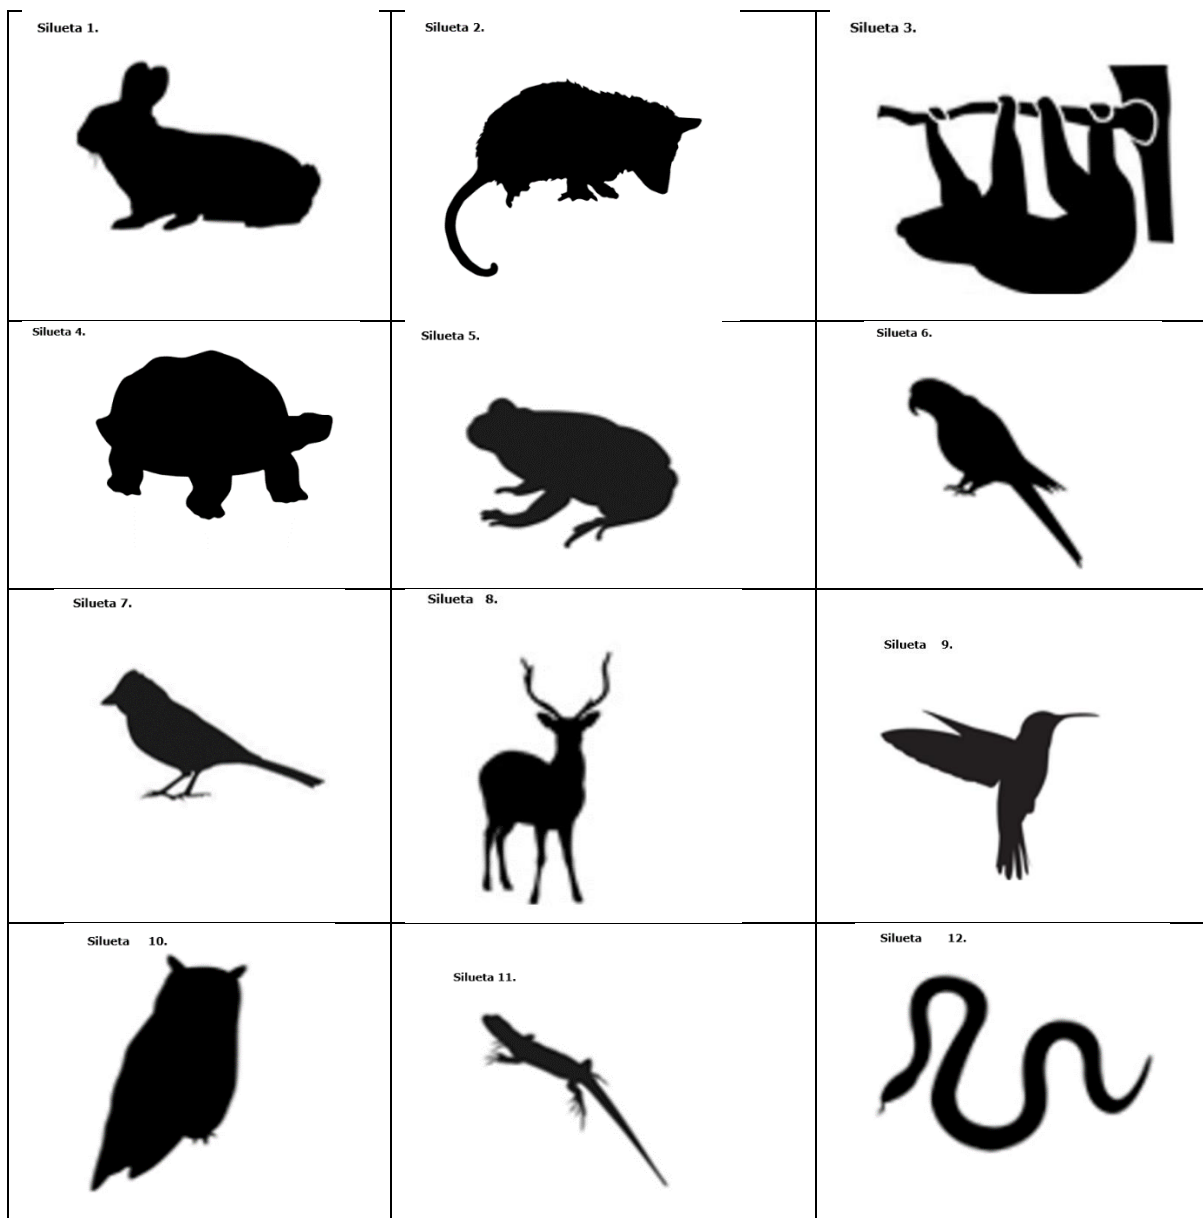 Silueta 1.
Silueta 2.
Silueta 3.
Silueta 4.
Silueta 5.
Silueta 6.
Silueta 7.
Silueta 8.
Silueta 9.
Silueta 10.
Silueta 11.
Silueta 12.